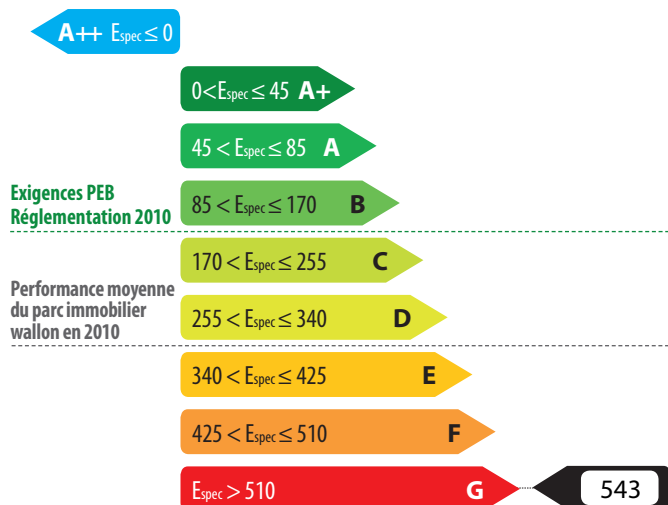 A++ Espec ≤ 0
0<Espec ≤ 45 A+
45 < Espec ≤ 85 A
Exigences PEB
Réglementation 2010
85 < Espec ≤ 170 B
170 < Espec ≤ 255 C
Performance moyenne
du parc immobilier
wallon en 2010
255 < Espec ≤ 340 D
340 < Espec ≤ 425 E
425 < Espec ≤ 510 F
Espec > 510 G 543